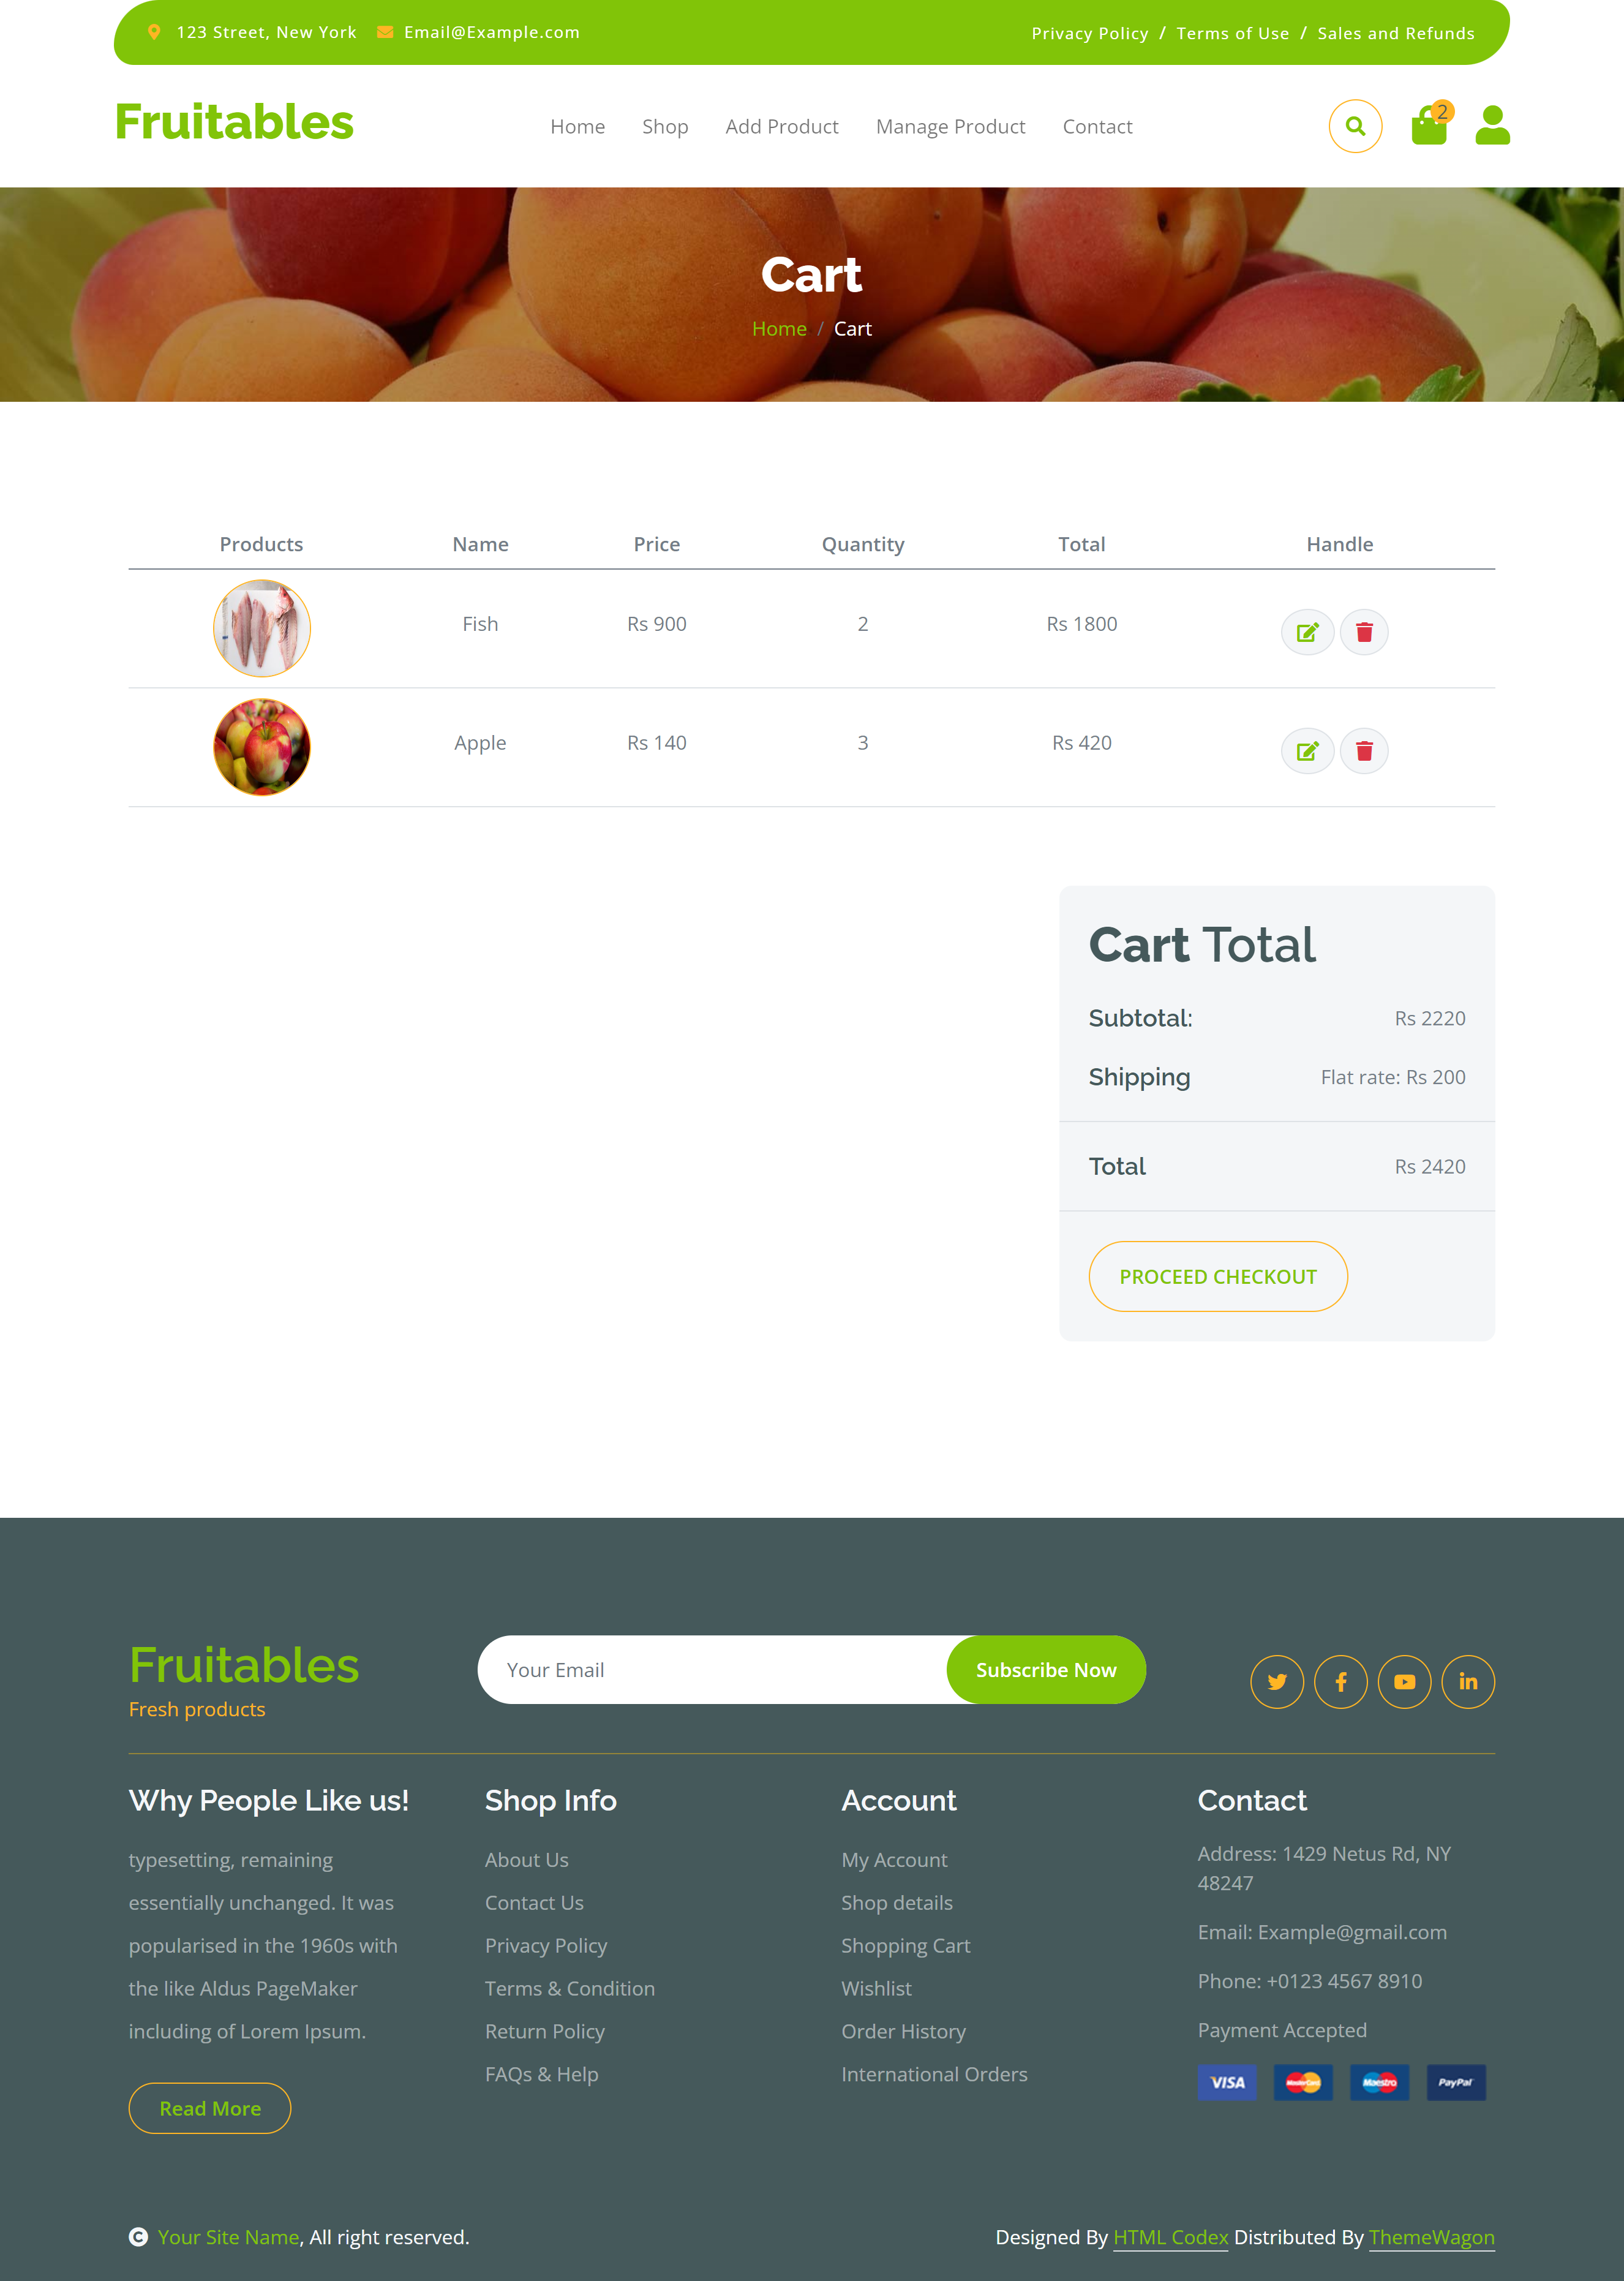 123 Street, New York Email@Example.com Privacy Policy / Terms of Use / Sales and Refunds
Fruitables Home Shop Add Product Manage Product Contact 2
Cart
Home / Cart
Products Name Price Quantity Total Handle
Fish Rs 900 2 Rs 1800
Apple Rs 140 3 Rs 420
Cart Total
Subtotal: Rs 2220
Shipping Flat rate: Rs 200
Total Rs 2420
PROCEED CHECKOUT
Fruitables
Fresh products
Your Email Subscribe Now
Why People Like us!
typesetting, remaining
essentially unchanged. It was
popularised in the 1960s with
the like Aldus PageMaker
including of Lorem Ipsum.
Read More
Shop Info
About Us
Contact Us
Privacy Policy
Terms & Condition
Return Policy
FAQs & Help
Account
My Account
Shop details
Shopping Cart
Wishlist
Order History
International Orders
Contact
Address: 1429 Netus Rd, NY
48247
Email: Example@gmail.com
Phone: +0123 4567 8910
Payment Accepted
VISA MasterCard Maestro PayPal
Your Site Name, All right reserved. Designed By HTML Codex Distributed By ThemeWagon